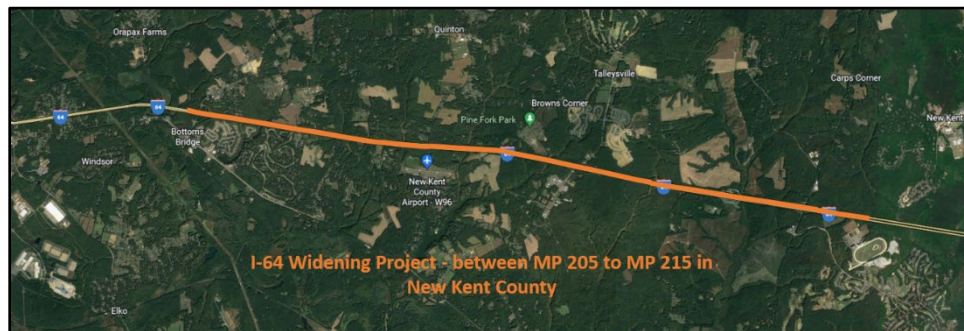 Orapax Farms
Quinton
Talleysville
Carps Corner
64
64
Browns Corner
Pine Fork Park
New Kent
Bottoms
Bridge
Windsor
New Kent
County
Airport - W96
I-64 Widening Project - between MP 205 to MP 215 in
New Kent County
Elko